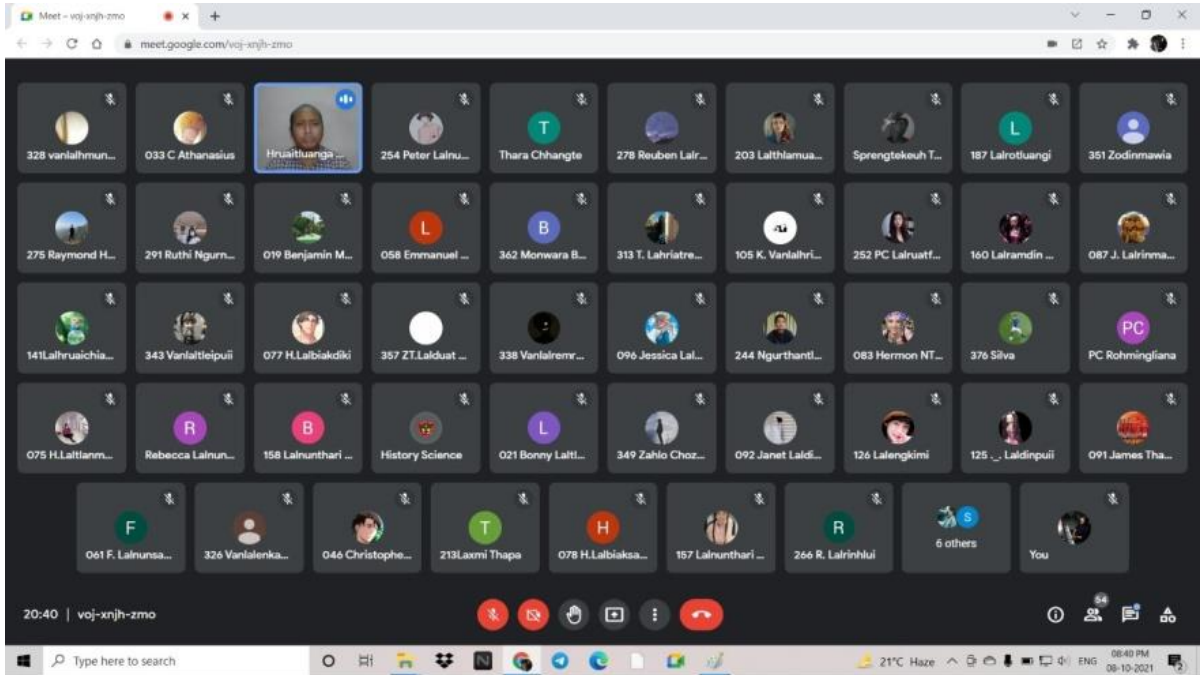 Meet – voj-xnjh-zmo
meet.google.com/voj-xnjh-zmo
328 vanlalhmun...
033 C Athanasius
Hruaitluanga ...
254 Peter Lalnu...
T
Thara Chhangte
278 Reuben Lalr...
203 Lalthlamua...
Sprengtekeuh T...
L
187 Lalrotluangi
351 Zodinmawia
275 Raymond H...
291 Ruthi Ngurn...
019 Benjamin M...
L
058 Emmanuel ...
B
362 Monwara B...
313 T. Lahriatre...
105 K. Vanlalhri...
252 PC Lalruatf...
160 Lalramdin ...
087 J. Lalrinma...
141Lalhruaichia...
343 Vanlaltleipuii
077 H.Lalbiakdiki
357 ZT.Lalduat ...
338 Vanlalremr...
096 Jessica Lal...
244 Ngurthantl...
083 Hermon NT...
376 Silva
PC
PC Rohmingliana
075 H.Laltlanm...
R
Rebecca Lalnun...
B
158 Lalnunthari ...
History Science
L
021 Bonny Laltl...
349 Zahlo Choz...
092 Janet Laldi...
126 Lalengkimi
125 ._. Laldinpuii
091 James Tha...
F
061 F. Lalnunsa...
326 Vanlalenka...
046 Christophe...
T
213Laxmi Thapa
H
078 H.Lalbiaksa...
157 Lalnunthari ...
R
266 R. Lalrinhlui
S
6 others
You
20:40 | voj-xnjh-zmo
54
Type here to search
N
21°C Haze
ENG
08:40 PM
08-10-2021
2